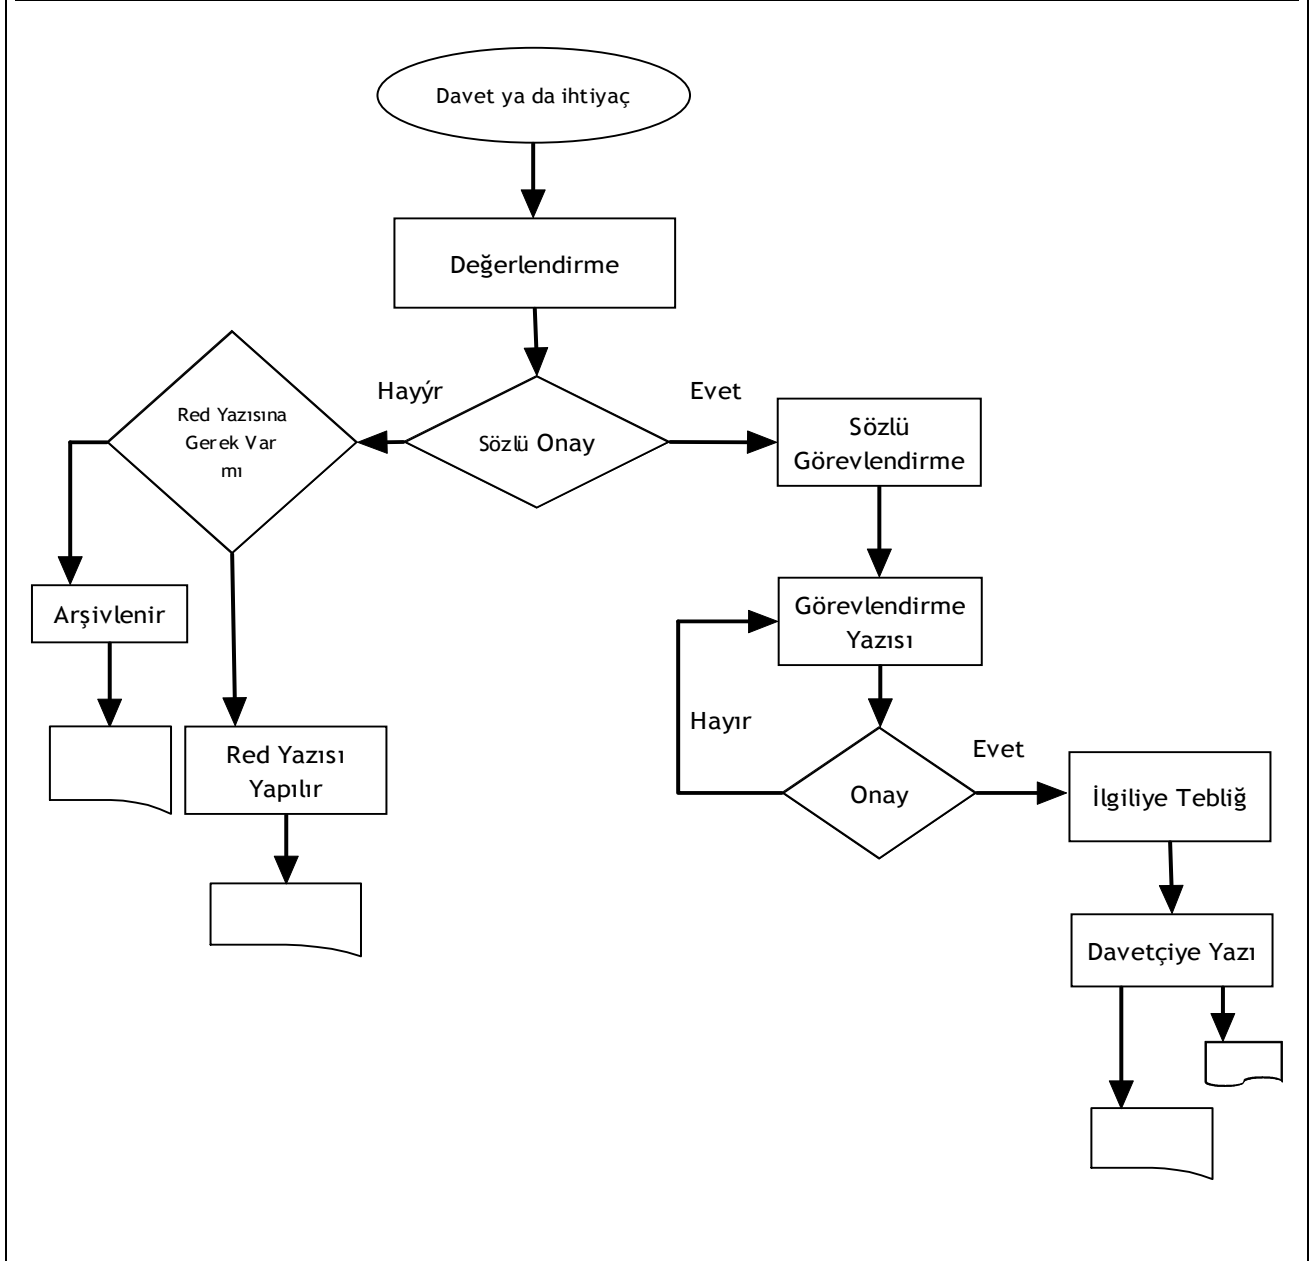 Davet ya da ihtiyaç
Değerlendirme
Hayýr
Evet
Red Yazısına
Gerek Var
mı
Sözlü Onay
Sözlü
Görevlendirme
Arşivlenir
Görevlendirme
Yazısı
Red Yazısı
Yapılır
Hayır
Onay
Evet
İlgiliye Tebliğ
Davetçiye Yazı